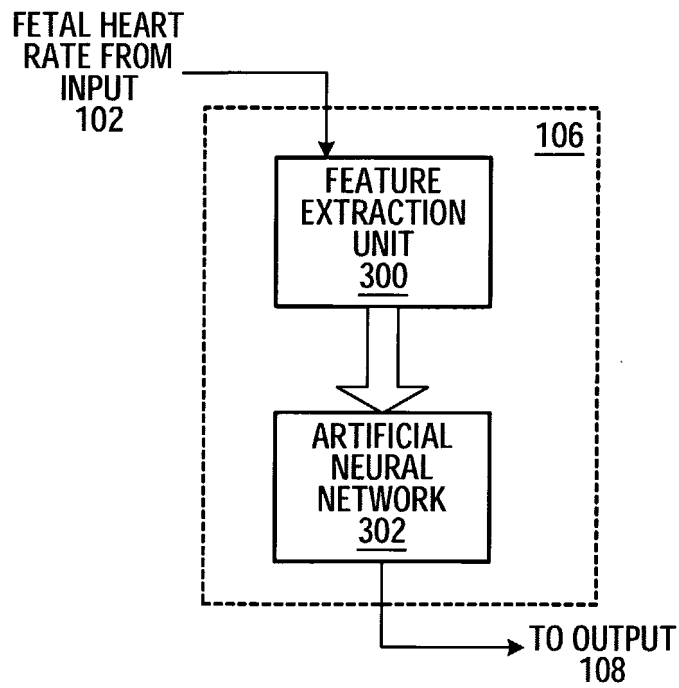 FETAL HEART
RATE FROM
INPUT
102
106
FEATURE
EXTRACTION
UNIT
300
ARTIFICIAL
NEURAL
NETWORK
302
TO OUTPUT
108